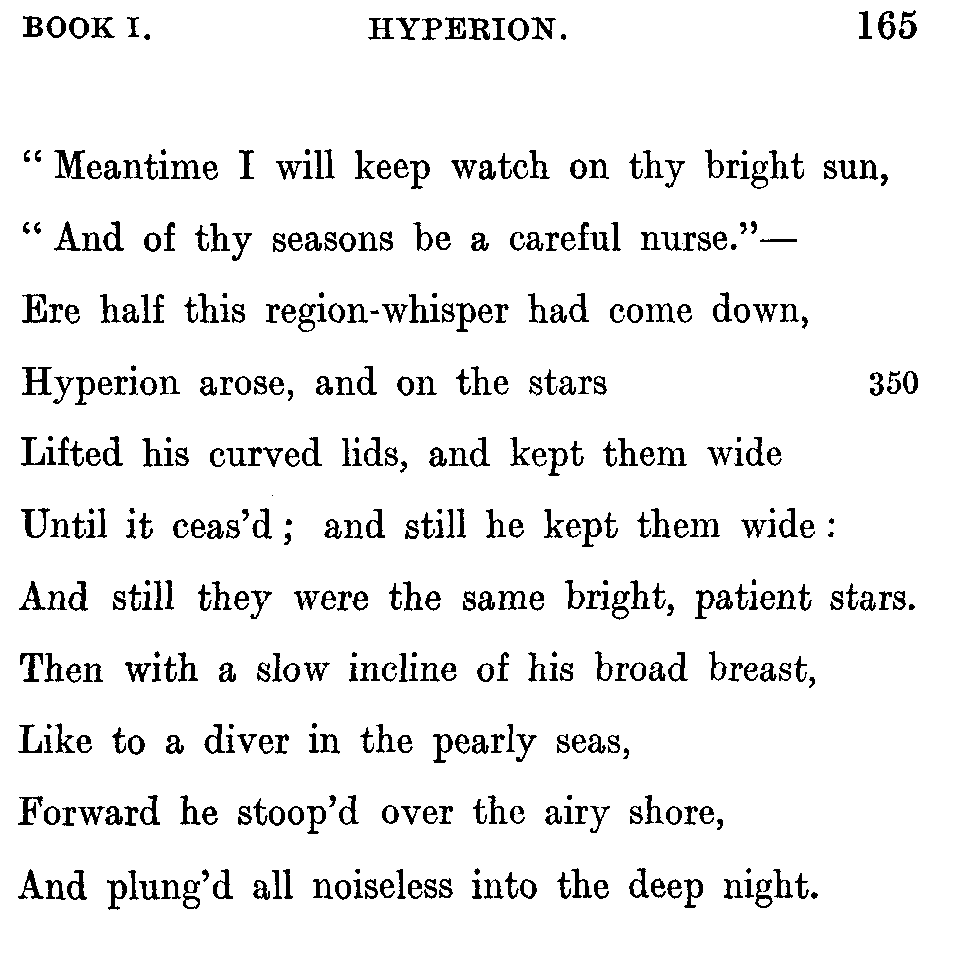 BOOK I. HYPERION. 165
“ Meantime I will keep watch on thy bright sun,
“ And of thy seasons be a careful nurse.”—
Ere half this region-whisper had come down,
Hyperion arose, and on the stars 350
Lifted his curved lids, and kept them wide
Until it ceas’d ; and still he kept them wide :
And still they were the same bright, patient stars.
Then with a slow incline of his broad breast,
Like to a diver in the pearly seas,
Forward he stoop’d over the airy shore,
And plung’d all noiseless into the deep night.